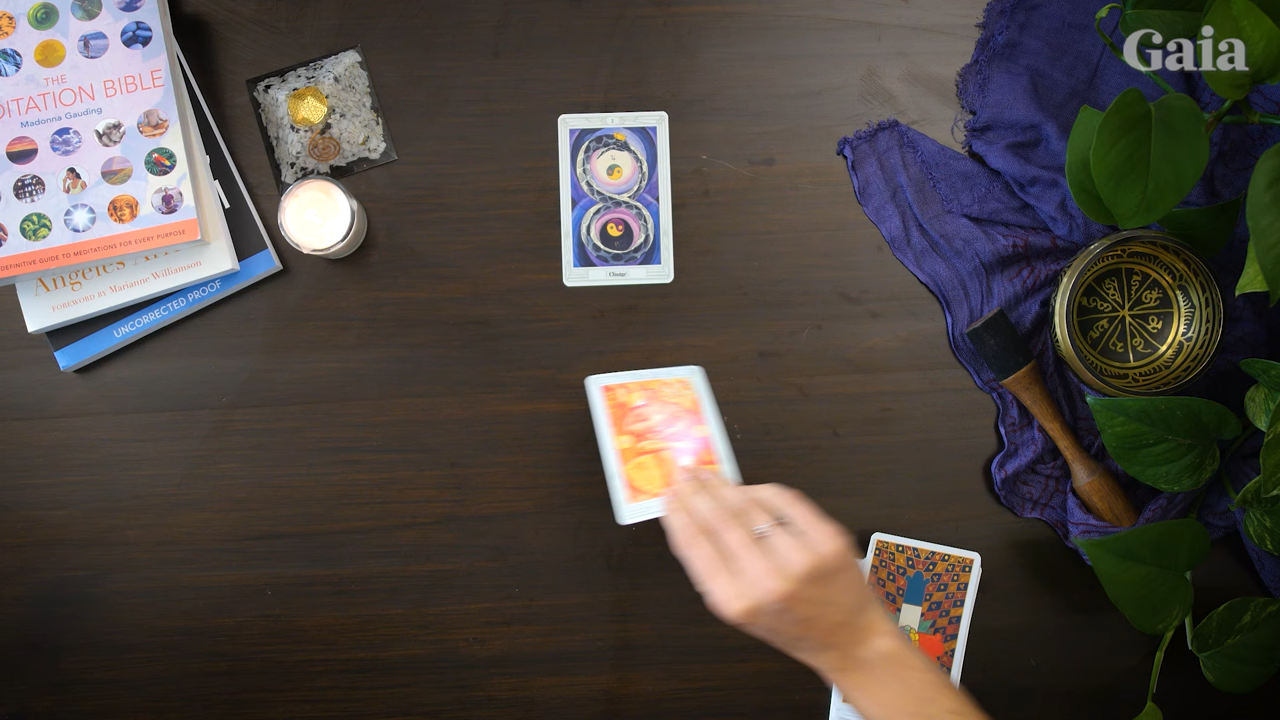 Gaia
THE
DITATION BIBLE
Madonna Gauding
DEFINITIVE GUIDE TO MEDITATIONS FOR EVERY PURPOSE
Angeles
FOREWORD by Marianne Williamson
UNCORRECTED PROOF
Change